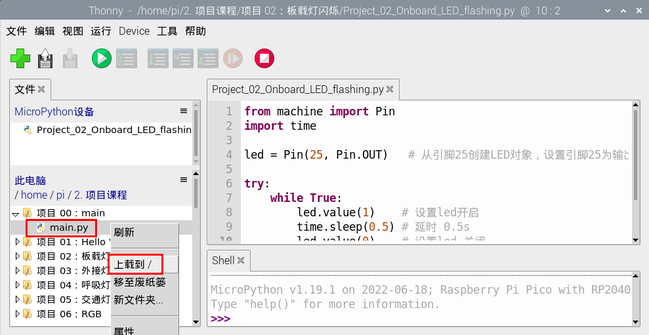 Thonny - /home/pi/2. 项目课程/项目 02：板载灯闪烁/Project_02_Onboard_LED_flashing.py @ 10 : 2
文件 编辑 视图 运行 Device 工具 帮助
文件
MicroPython设备
Project_02_Onboard_LED_flashin
此电脑
/ home / pi / 2. 项目课程
项目 00：main
main.py
项目 01：Hello
项目 02：板载灯
项目 03：外接灯
项目 04：呼吸灯
项目 05：交通灯
项目 06：RGB
刷新
上载到 /
移至废纸篓
新文件夹...
属性
Project_02_Onboard_LED_flashing.py
1 from machine import Pin
2 import time
3
4 led = Pin(25, Pin.OUT) # 从引脚25创建LED对象，设置引脚25为输出
5
6 try:
7 while True:
8 led.value(1) # 设置led开启
9 time.sleep(0.5) # 延时 0.5s
10 led.value(0) # 设置led 关闭
Shell
MicroPython v1.19.1 on 2022-06-18; Raspberry Pi Pico with RP2040
Type "help()" for more information.
>>>